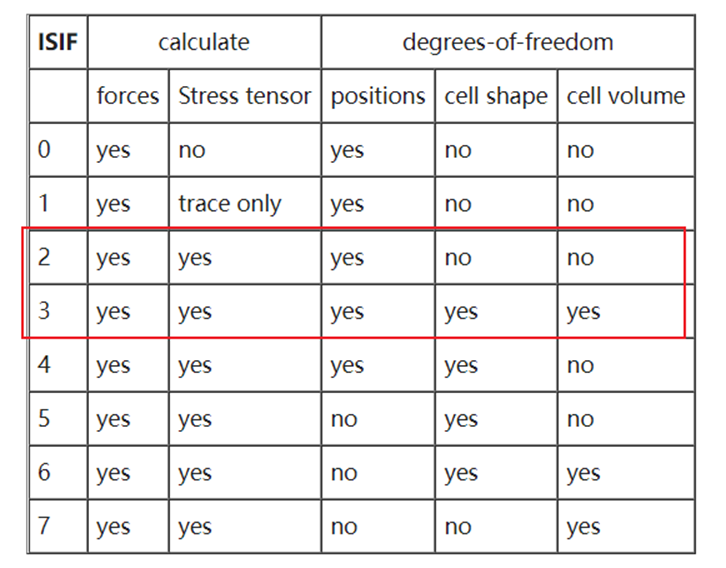 ISIF calculate degrees-of-freedom
forces Stress tensor positions cell shape cell volume
0 yes no yes no no
1 yes trace only yes no no
2 yes yes yes no no
3 yes yes yes yes yes
4 yes yes yes yes no
5 yes yes no yes no
6 yes yes no yes yes
7 yes yes no no yes